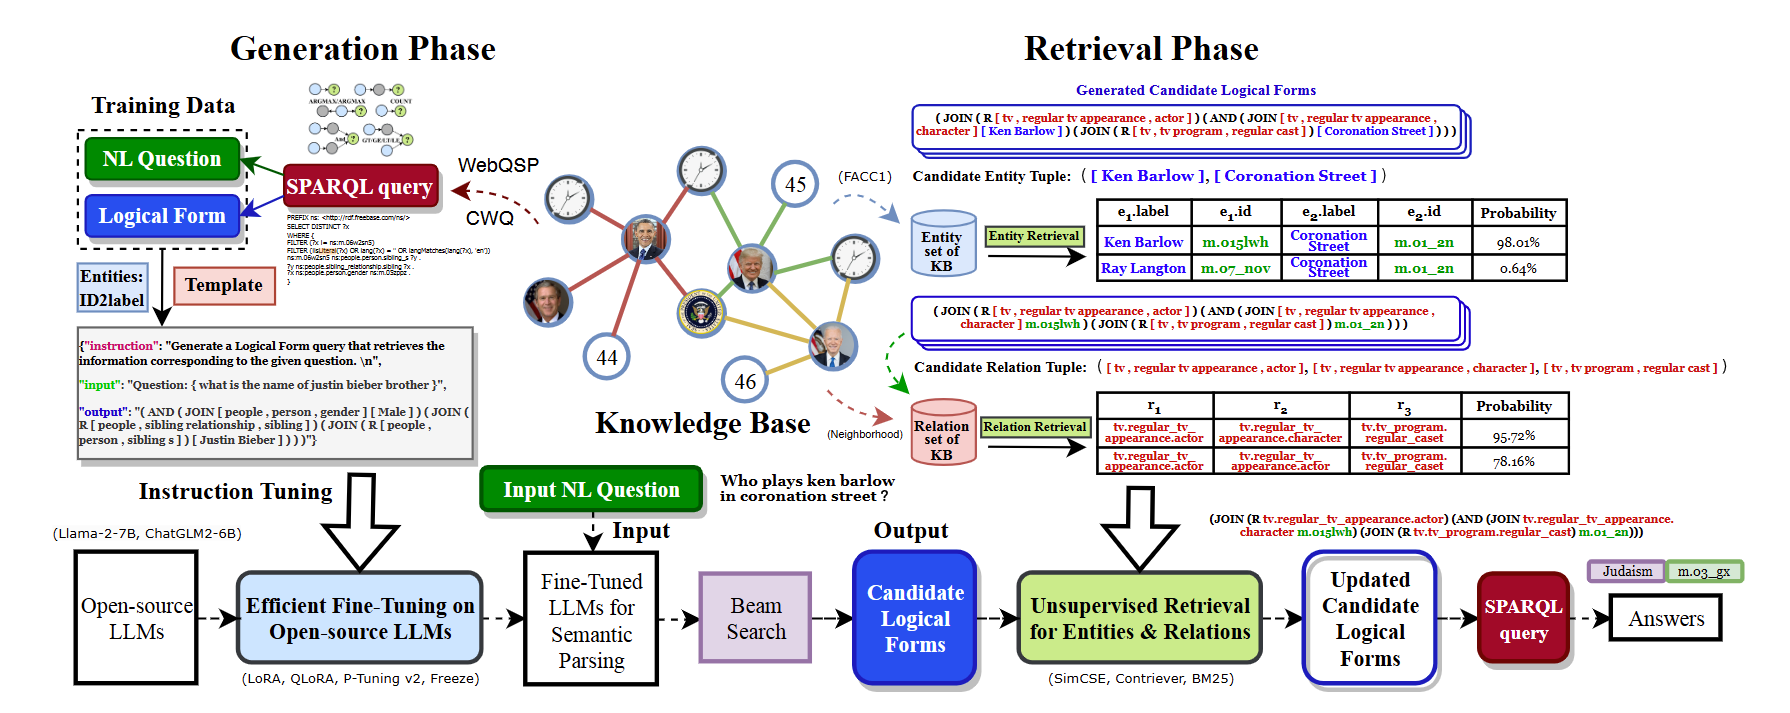 Generation Phase
Retrieval Phase
Training Data
NL Question
Logical Form
ARGMAX/ARGMAX
COUNT
And
GT/GE/LT/LE
SPARQL query
WebQSP
CWQ
PREFIX ns: <http://rdf.freebase.com/ns/>
SELECT DISTINCT ?x
WHERE {
FILTER (?x != ns:m.06w2sn5)
FILTER (!isLiteral(?x) OR lang(?x) = '' OR langMatches(lang(?x), 'en'))
ns:m.06w2sn5 ns:people.person.sibling_s ?y .
?y ns:people.sibling_relationship.sibling ?x .
?x ns:people.person.gender ns:m.05zppz .
}
Entities:
ID2label
Template
{"instruction": "Generate a Logical Form query that retrieves the
information corresponding to the given question. \n",
"input": "Question: { what is the name of justin bieber brother }",
"output": "( AND ( JOIN [ people , person , gender ] [ Male ] ) ( JOIN (
R [ people , sibling relationship , sibling ] ) ( JOIN ( R [ people ,
person , sibling s ] ) [ Justin Bieber ] ) ) )"}
45
44
46
Knowledge Base
(FACC1)
(Neighborhood)
Generated Candidate Logical Forms
( JOIN ( R [ tv , regular tv appearance , actor ] ) ( AND ( JOIN [ tv , regular tv appearance ,
character ] [ Ken Barlow ] ) ( JOIN ( R [ tv , tv program , regular cast ] ) [ Coronation Street ] ) ) )
Candidate Entity Tuple: ( [ Ken Barlow ], [ Coronation Street ] )
Entity
set of
KB
Entity Retrieval
e1.label e1.id e2.label e2.id Probability
Ken Barlow m.015lwh Coronation Street m.01_2n 98.01%
Ray Langton m.07_nov Coronation Street m.01_2n 0.64%
( JOIN ( R [ tv , regular tv appearance , actor ] ) ( AND ( JOIN [ tv , regular tv appearance ,
character ] m.015lwh ) ( JOIN ( R [ tv , tv program , regular cast ] ) m.01_2n ) ) )
Candidate Relation Tuple: ( [ tv , regular tv appearance , actor ], [ tv , regular tv appearance , character ], [ tv , tv program , regular cast ] )
Relation
set of
KB
Relation Retrieval
r1 r2 r3 Probability
tv.regular_tv_appearance.actor tv.regular_tv_appearance.character tv.tv_program.regular_caset 95.72%
tv.regular_tv_appearance.actor tv.regular_tv_appearance.actor tv.tv_program.regular_caset 78.16%
Instruction Tuning
Input NL Question
Who plays ken barlow
in coronation street ?
Input
Output
(JOIN (R tv.regular_tv_appearance.actor) (AND (JOIN tv.regular_tv_appearance.
character m.015lwh) (JOIN (R tv.tv_program.regular_cast) m.01_2n)))
(Llama-2-7B, ChatGLM2-6B)
Open-source
LLMs
Efficient Fine-Tuning on
Open-source LLMs
(LoRA, QLoRA, P-Tuning v2, Freeze)
Fine-Tuned
LLMs for
Semantic
Parsing
Beam
Search
Candidate
Logical
Forms
Unsupervised Retrieval
for Entities & Relations
(SimCSE, Contriever, BM25)
Updated
Candidate
Logical
Forms
SPARQL
query
Judaism
m.03_gx
Answers